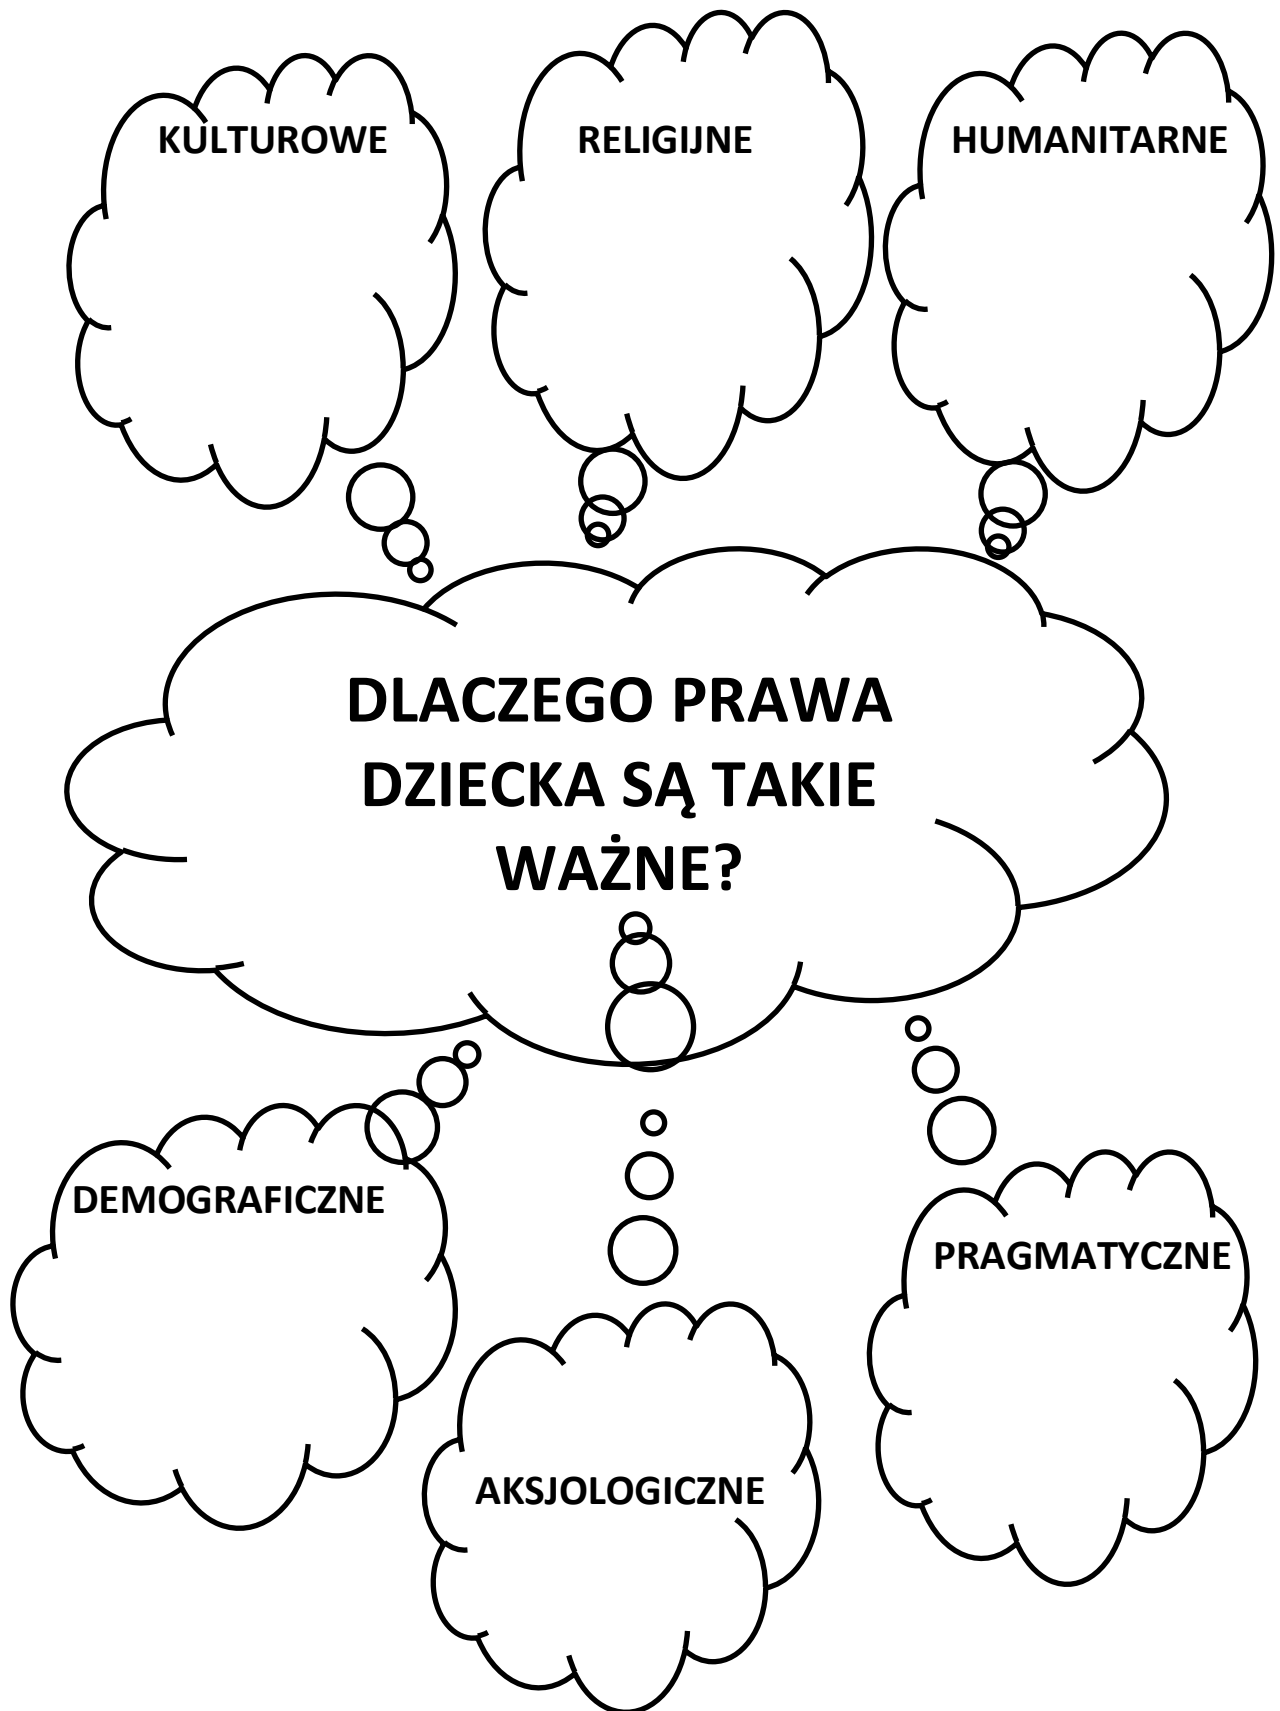 KULTUROWE
RELIGIJNE
HUMANITARNE
DLACZEGO PRAWA
DZIECKA SĄ TAKIE
WAŻNE?
DEMOGRAFICZNE
PRAGMATYCZNE
AKSJOLOGICZNE